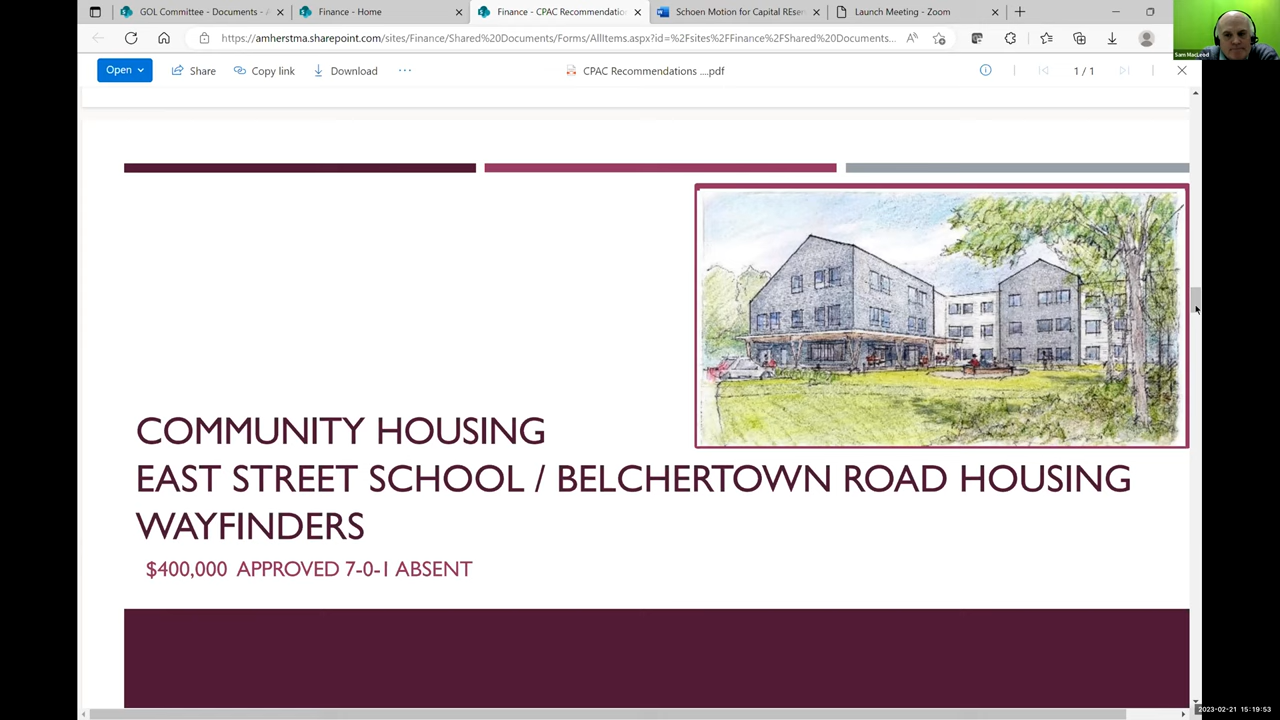 GOL Committee - Documents - A
Finance - Home
Finance - CPAC Recommendatio
Schoen Motion for Capital REser
Launch Meeting - Zoom
https://amherstma.sharepoint.com/sites/Finance/Shared%20Documents/Forms/AllItems.aspx?id=%2Fsites%2FFinance%2FShared%20Documents...
Sam MacLeod
Open
Share
Copy link
Download
CPAC Recommendations ....pdf
1 / 1
COMMUNITY HOUSING
EAST STREET SCHOOL / BELCHERTOWN ROAD HOUSING
WAYFINDERS
$400,000 APPROVED 7-0-1 ABSENT
2023-02-21 15:19:53